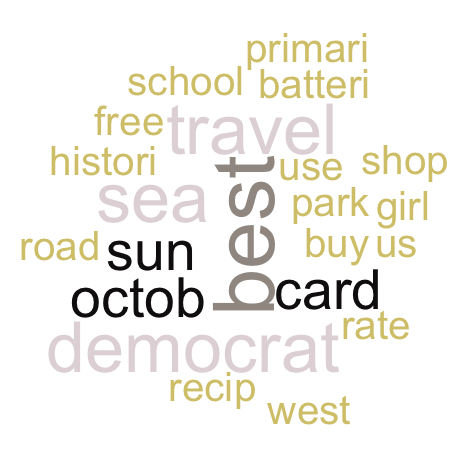 primari
school batteri
free travel
histori best use shop
sea park girl
road sun buy us
octob card
democrat rate
recip
west